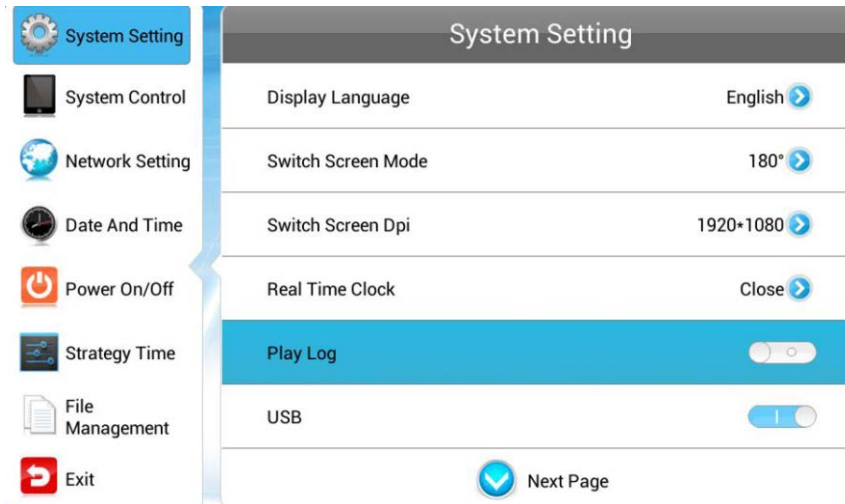 System Setting
System Control
Network Setting
Date And Time
Power On/Off
Strategy Time
File
Management
Exit
System Setting
Display Language English
Switch Screen Mode 180°
Switch Screen Dpi 1920*1080
Real Time Clock Close
Play Log
USB
Next Page